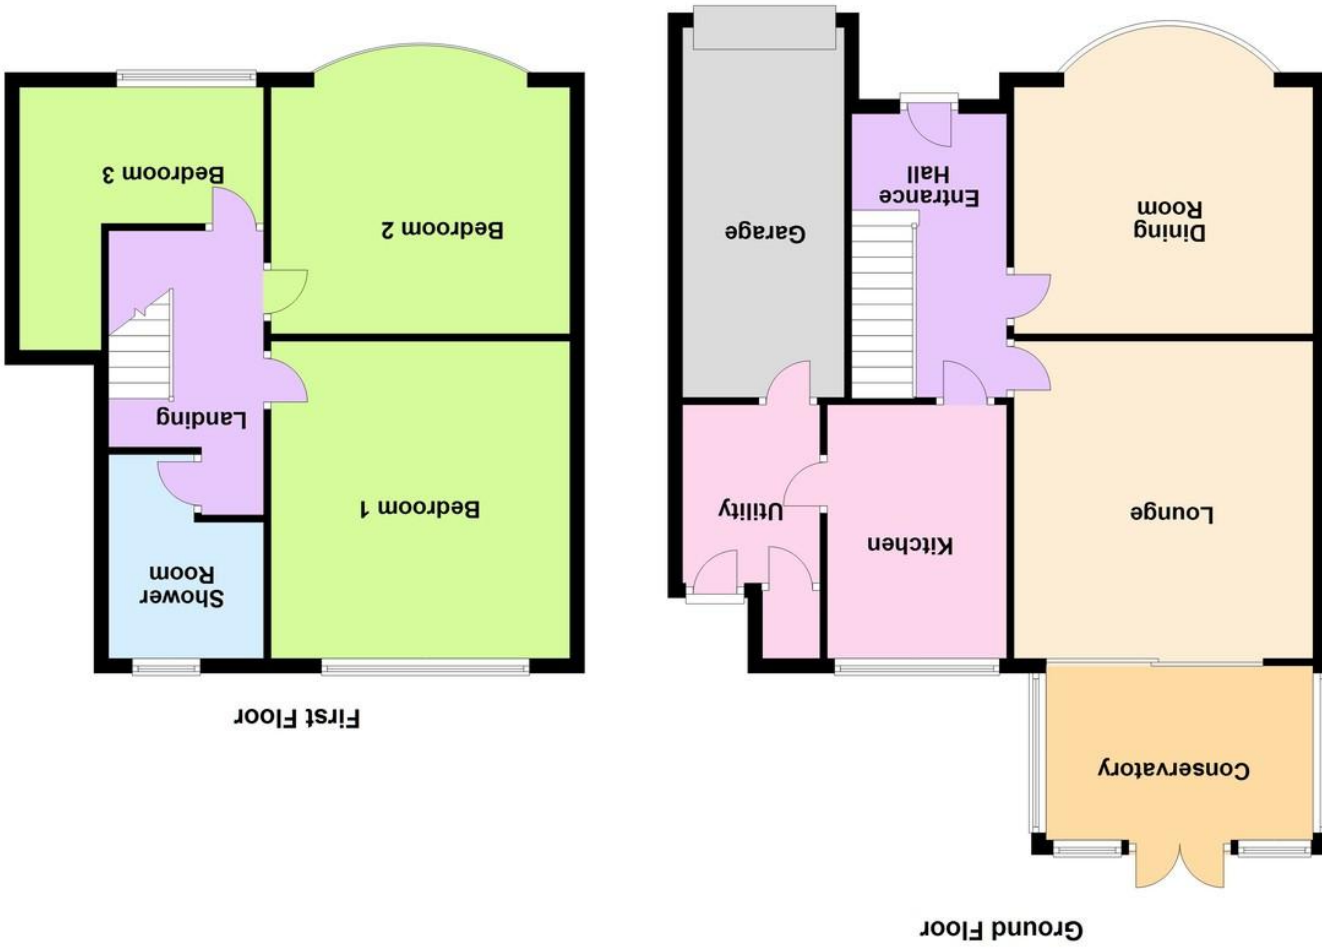 Ground Floor
Conservatory
Lounge
Kitchen
Utility
Dining
Room
Entrance
Hall
Garage
First Floor
Bedroom 1
Shower
Room
Landing
Bedroom 2
Bedroom 3